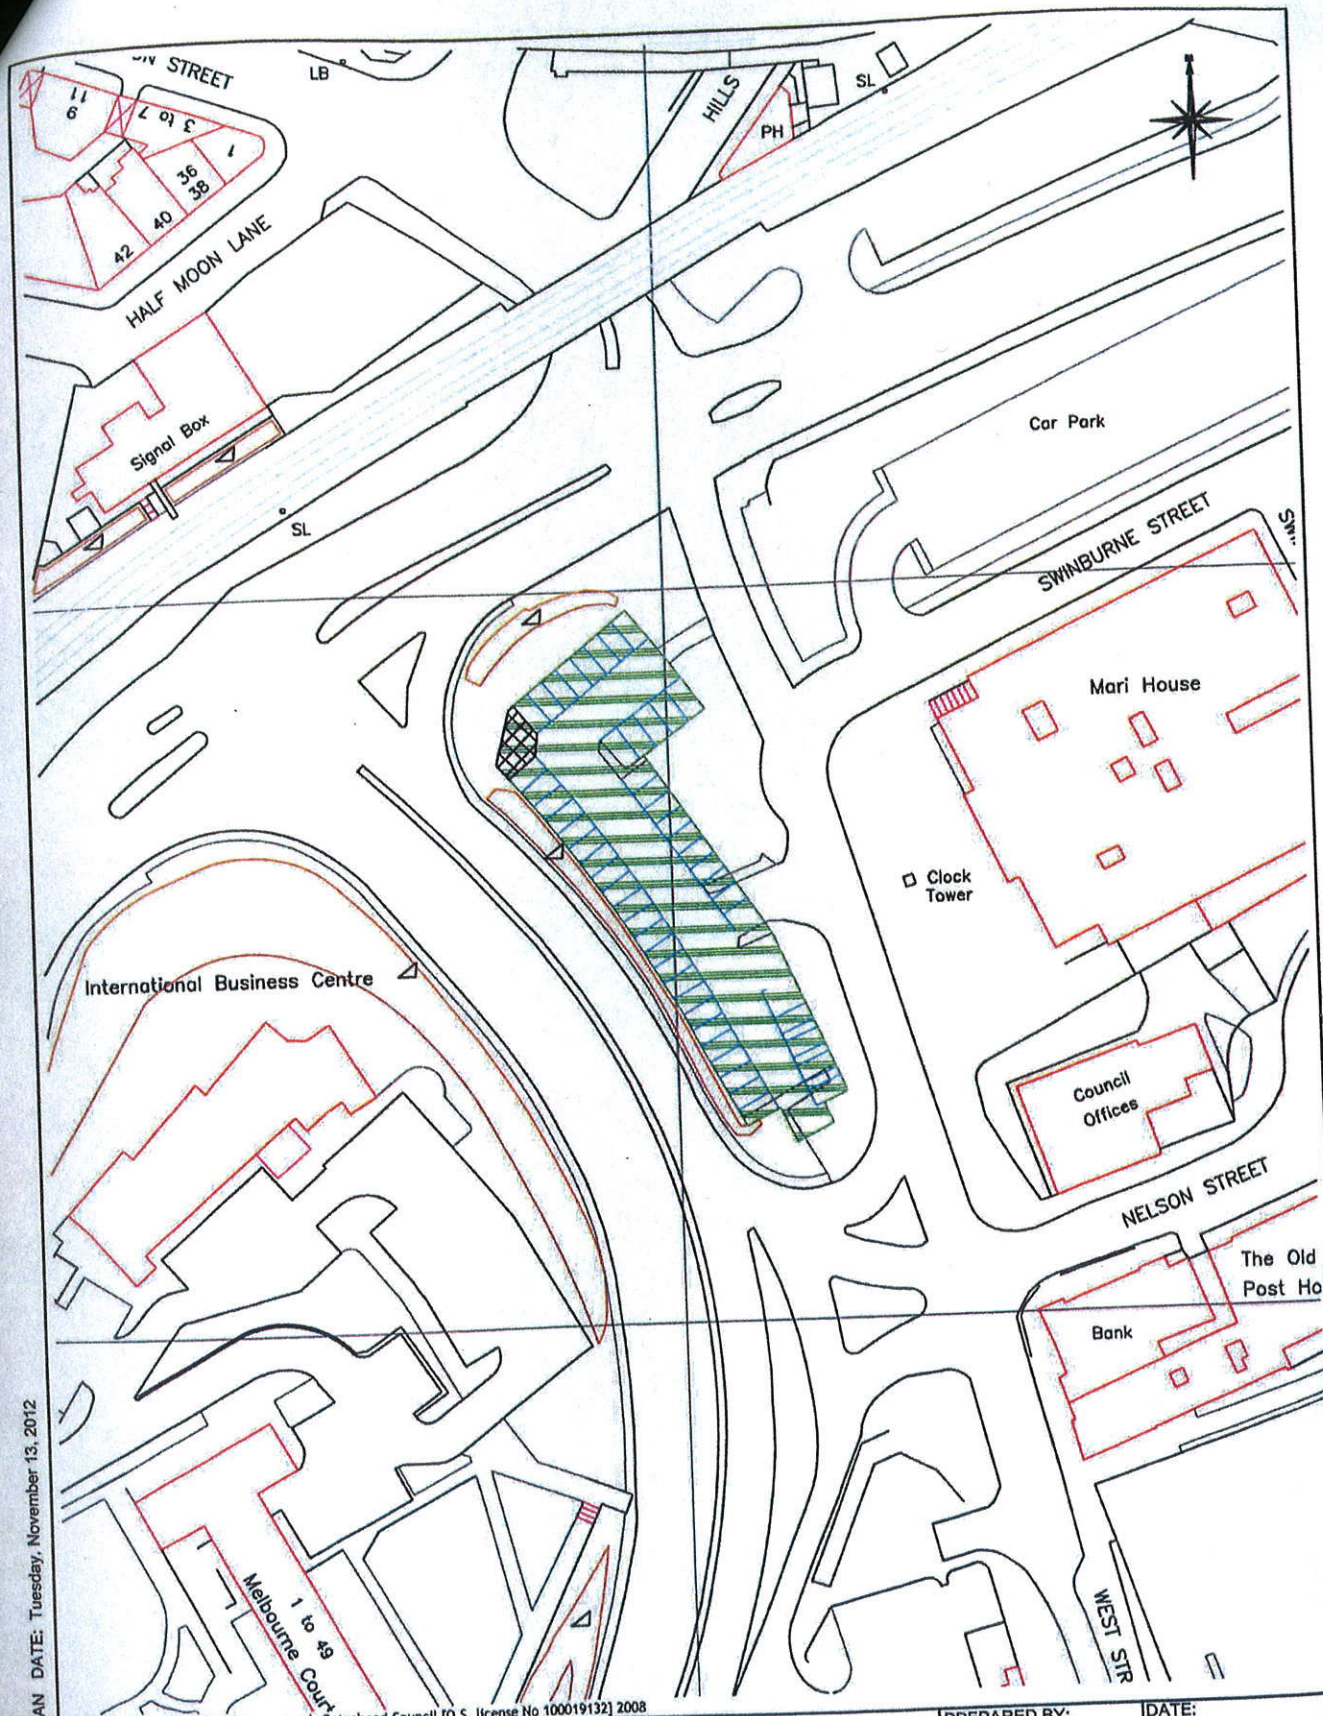 STREET
LB
HILLS
SL
PH
11
9
3 to 7
1
36
38
40
42
HALF MOON LANE
Signal Box
SL
Car Park
SWINBURNE STREET
Mari House
Clock
Tower
International Business Centre
Council
Offices
NELSON STREET
The Old
Post Ho
Bank
1 to 49
Melbourne Court
WEST STR
AN DATE: Tuesday, November 13, 2012
Council [O.S. license No 100019132] 2008
PREPARED BY:
DATE: